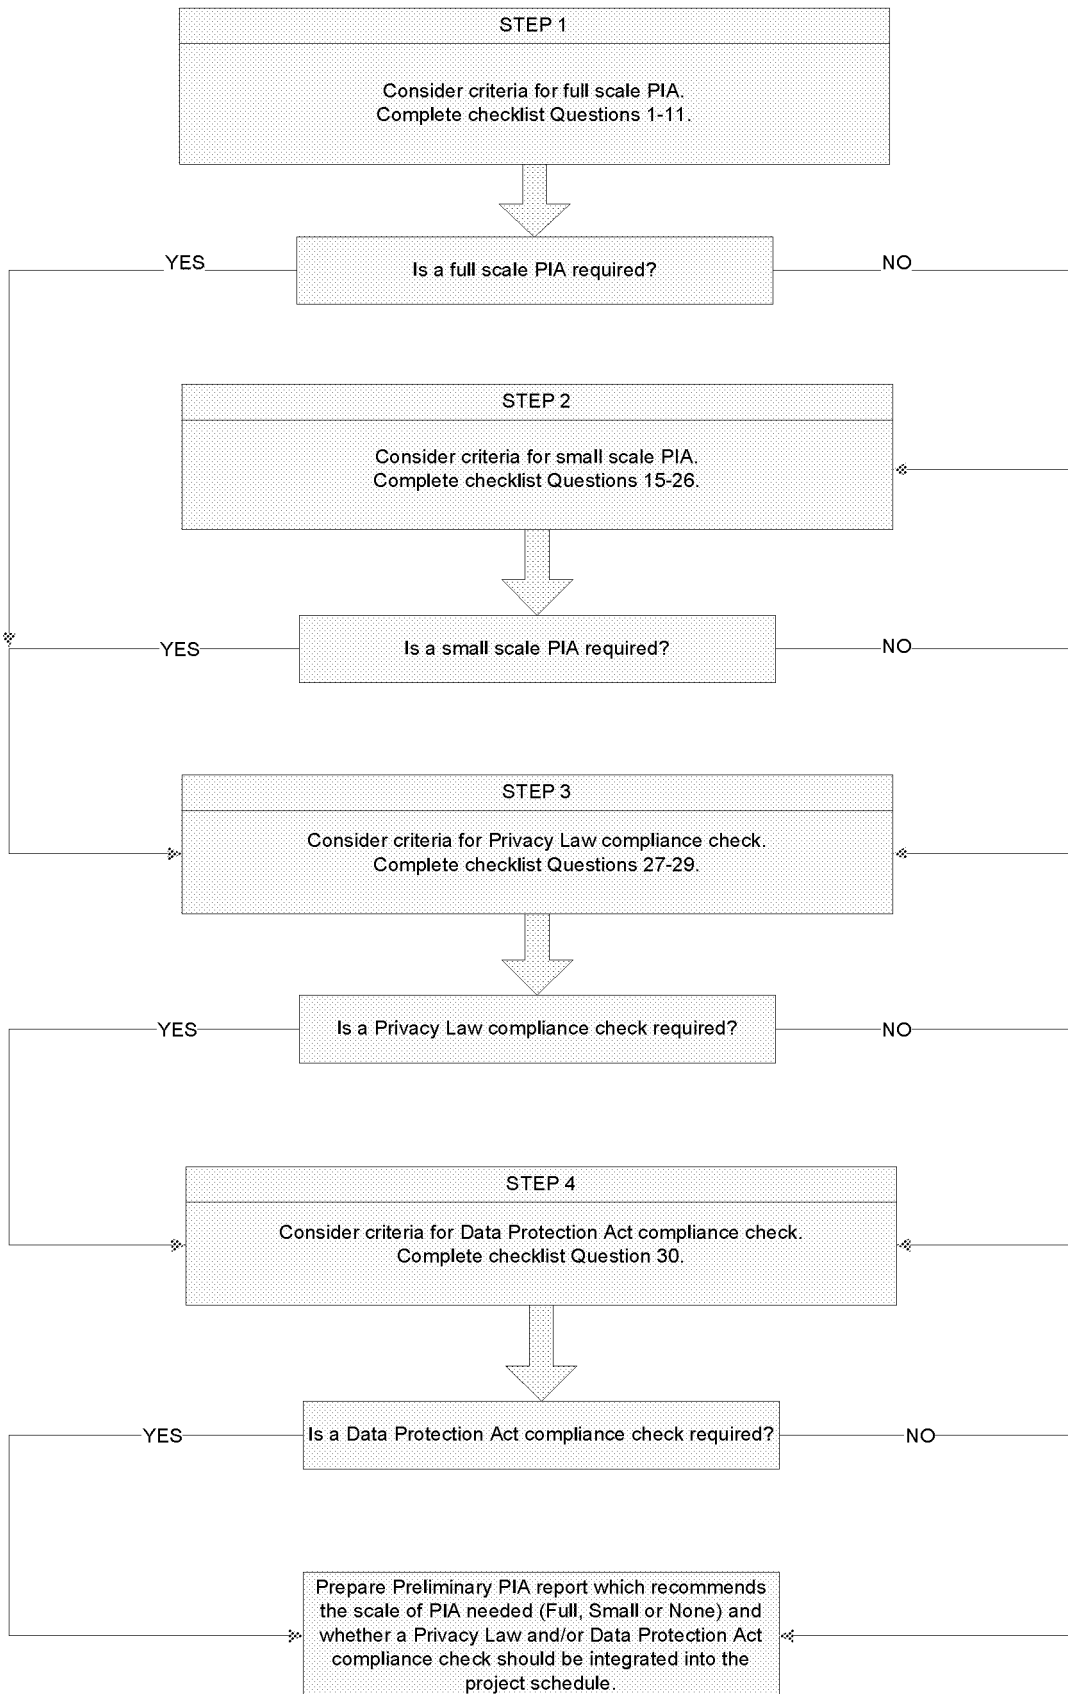 STEP 1
Consider criteria for full scale PIA.
Complete checklist Questions 1-11.
YES
Is a full scale PIA required?
NO
STEP 2
Consider criteria for small scale PIA.
Complete checklist Questions 15-26.
YES
Is a small scale PIA required?
NO
STEP 3
Consider criteria for Privacy Law compliance check.
Complete checklist Questions 27-29.
YES
Is a Privacy Law compliance check required?
NO
STEP 4
Consider criteria for Data Protection Act compliance check.
Complete checklist Question 30.
YES
Is a Data Protection Act compliance check required?
NO
Prepare Preliminary PIA report which recommends
the scale of PIA needed (Full, Small or None) and
whether a Privacy Law and/or Data Protection Act
compliance check should be integrated into the
project schedule.